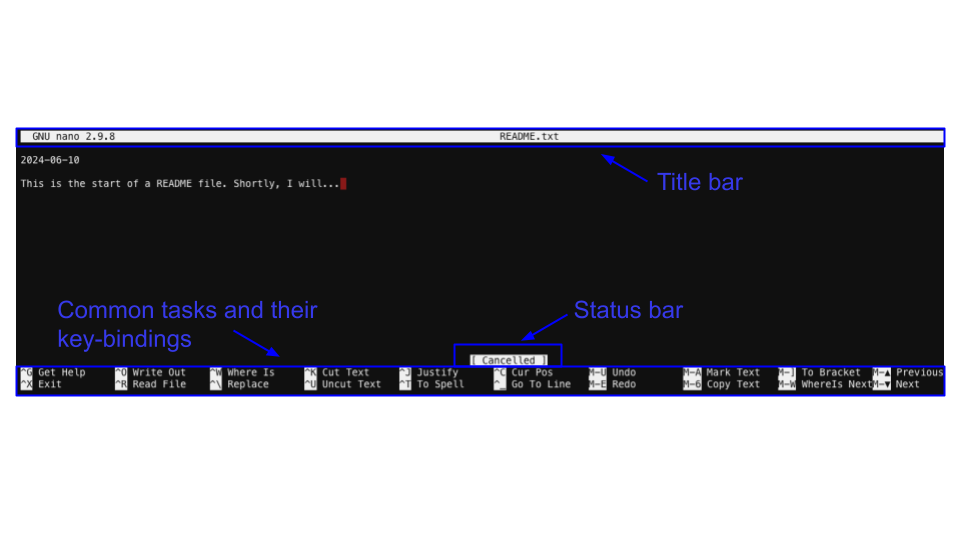 GNU nano 2.9.8 README.txt
2024-06-10
Title bar
This is the start of a README file. Shortly, I will...
Common tasks and their
key-bindings
Status bar
[ Cancelled ]
^G Get Help ^O Write Out ^W Where Is ^K Cut Text ^J Justify ^C Cur Pos M-U Undo M-A Mark Text M-] To Bracket M-▲ Previous
^X Exit ^R Read File ^\ Replace ^U Uncut Text ^T To Spell ^_ Go To Line M-E Redo M-6 Copy Text M-W WhereIs Next M-▼ Next